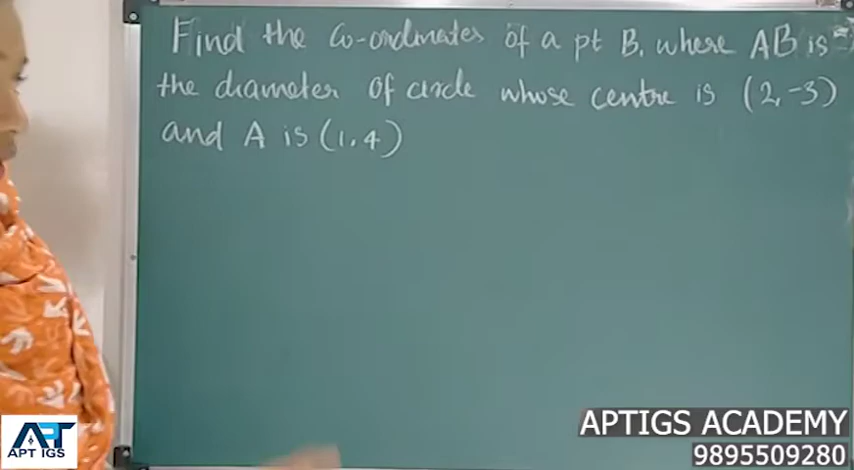 Find the co-ordinates of a pt B, where AB is
the diameter of circle whose centre is (2, -3)
and A is (1, 4)
APT IGS
APTIGS ACADEMY
9895509280